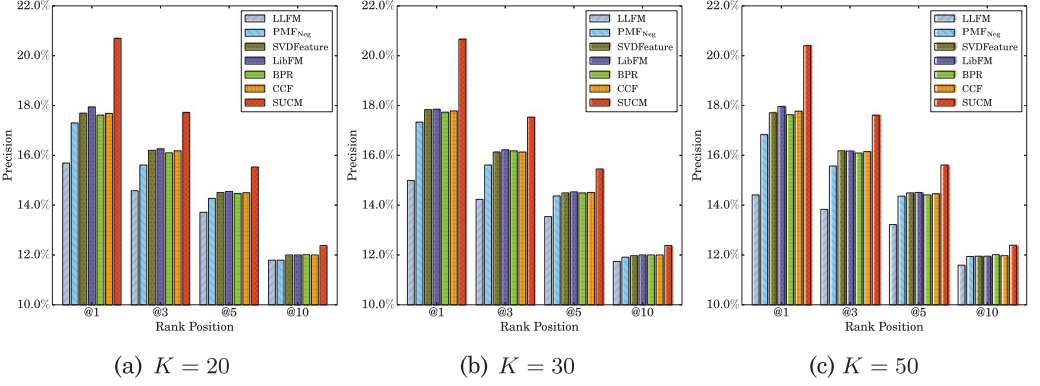 22.0%
20.0%
18.0%
16.0%
14.0%
12.0%
10.0%
Precision
LLFM
PMF_Neg
SVDFeature
LibFM
BPR
CCF
SUCM
@1 @3 @5 @10
Rank Position
(a) K = 20
22.0%
20.0%
18.0%
16.0%
14.0%
12.0%
10.0%
Precision
LLFM
PMF_Neg
SVDFeature
LibFM
BPR
CCF
SUCM
@1 @3 @5 @10
Rank Position
(b) K = 30
22.0%
20.0%
18.0%
16.0%
14.0%
12.0%
10.0%
Precision
LLFM
PMF_Neg
SVDFeature
LibFM
BPR
CCF
SUCM
@1 @3 @5 @10
Rank Position
(c) K = 50